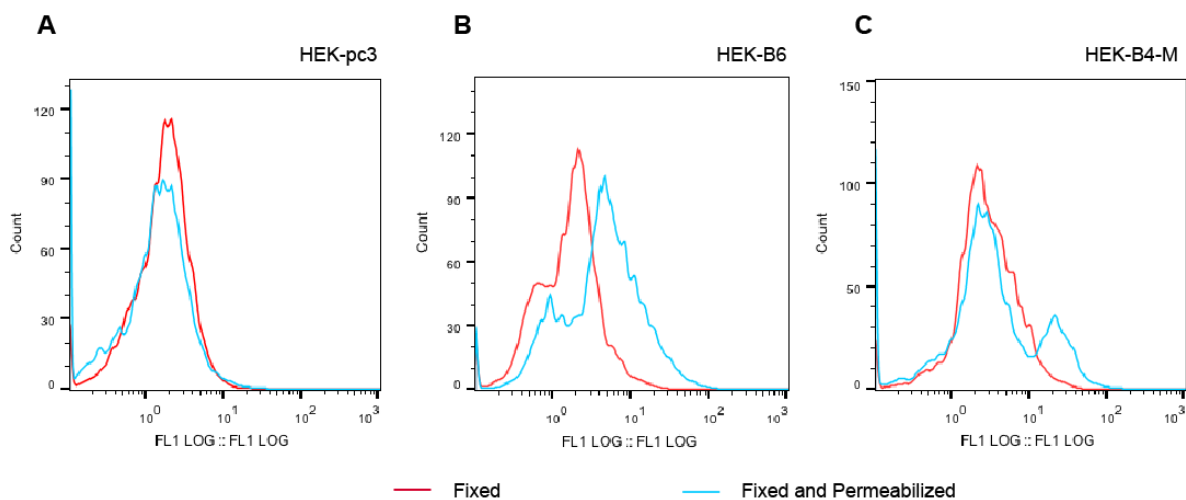 A
HEK-pc3
120
90
60
30
0
Count
10^0
10^1
10^2
10^3
FL1 LOG :: FL1 LOG
B
HEK-B6
120
90
60
30
0
Count
10^0
10^1
10^2
10^3
FL1 LOG :: FL1 LOG
C
HEK-B4-M
150
100
50
0
Count
10^0
10^1
10^2
10^3
FL1 LOG :: FL1 LOG
Fixed
Fixed and Permeabilized